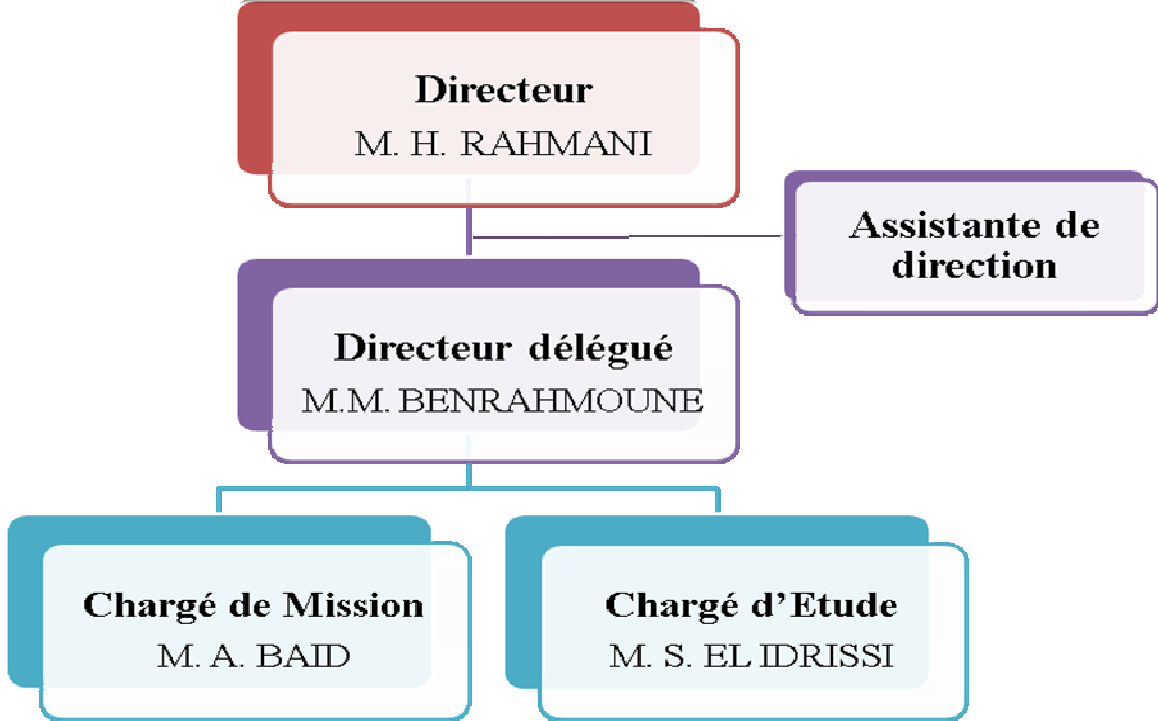 Directeur
M. H. RAHMANI
Assistante de
direction
Directeur délégué
M.M. BENRAHMOUNE
Chargé de Mission
M. A. BAID
Chargé d’Etude
M. S. EL IDRISSI